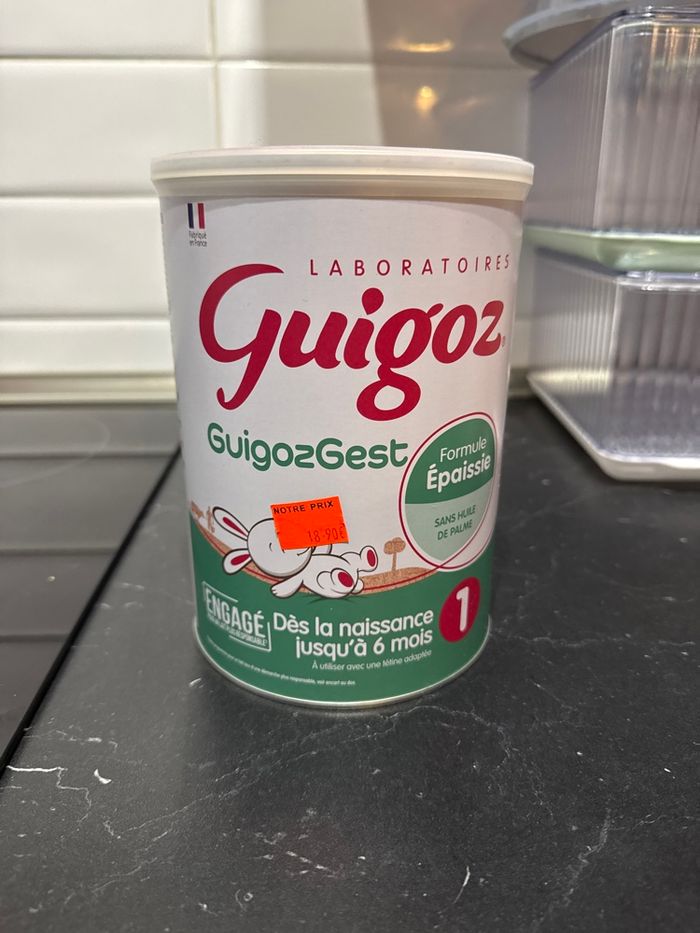 Fabriqué
en France
LABORATOIRES
Guigoz
GuigozGest
Formule
Épaissie
SANS HUILE
DE PALME
NOTRE PRIX
18.90€
ENGAGÉ
Dès la naissance
jusqu'à 6 mois
1
À utiliser avec une tétine adaptée